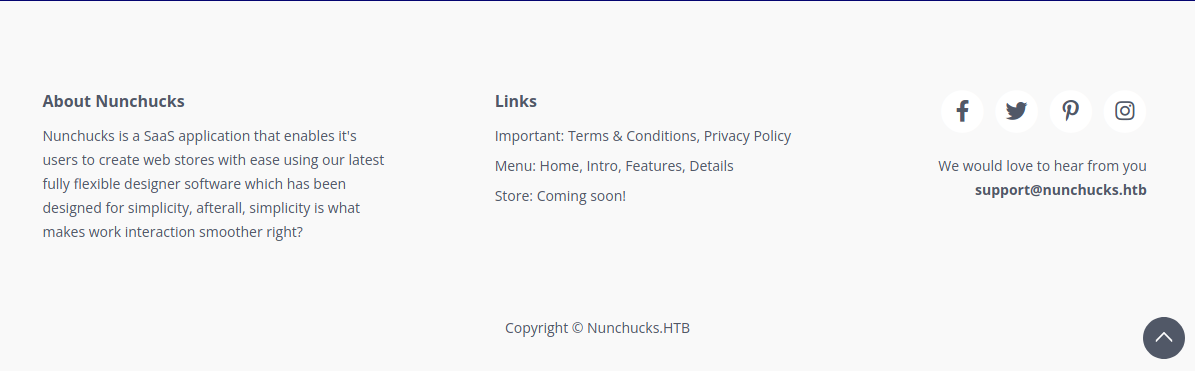 About Nunchucks
Nunchucks is a SaaS application that enables it's
users to create web stores with ease using our latest
fully flexible designer software which has been
designed for simplicity, afterall, simplicity is what
makes work interaction smoother right?
Links
Important: Terms & Conditions, Privacy Policy
Menu: Home, Intro, Features, Details
Store: Coming soon!
We would love to hear from you
support@nunchucks.htb
Copyright © Nunchucks.HTB